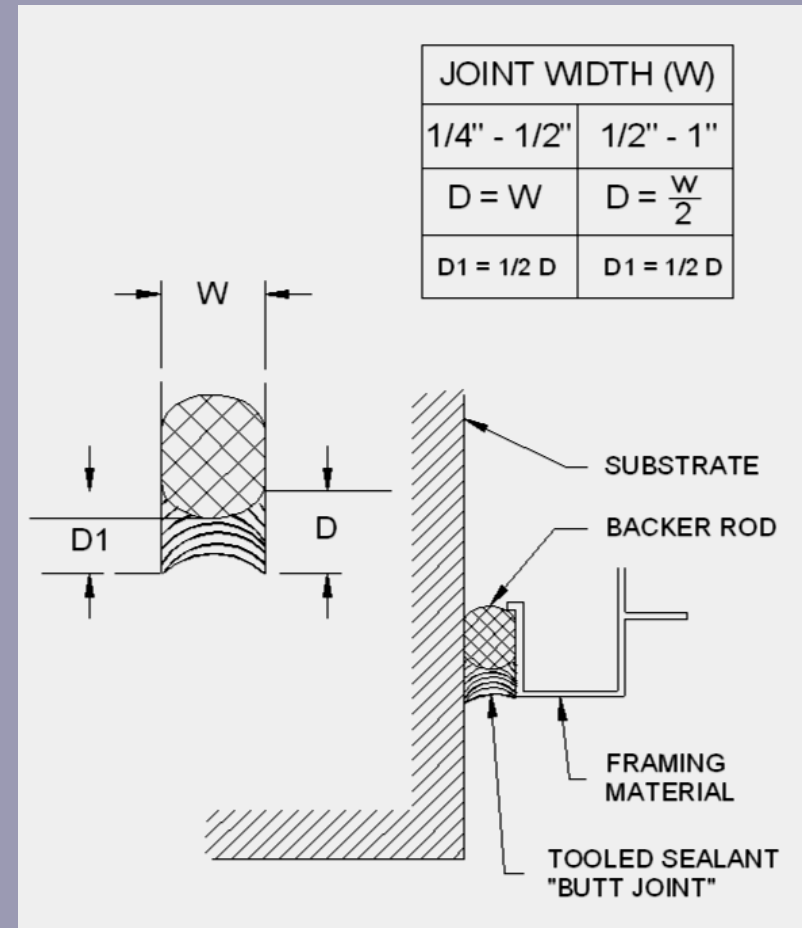 JOINT WIDTH (W)
1/4" - 1/2" 1/2" - 1"
D = W D = W/2
D1 = 1/2 D D1 = 1/2 D
W
D1
D
SUBSTRATE
BACKER ROD
FRAMING
MATERIAL
TOOLED SEALANT
"BUTT JOINT"